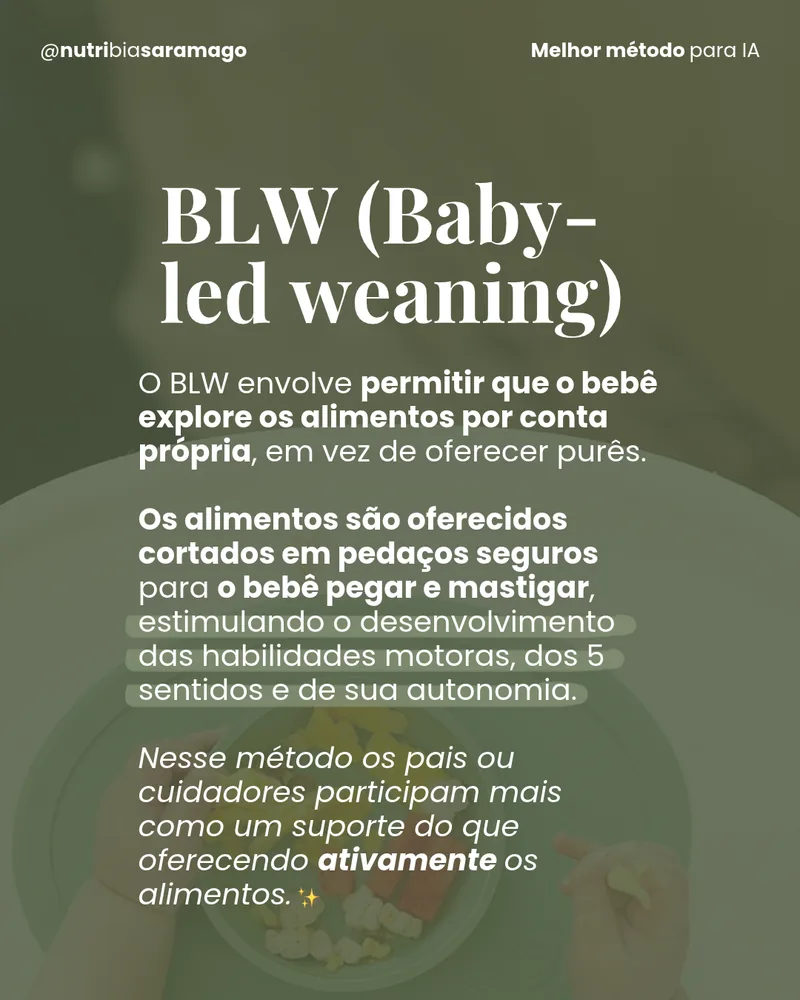 @nutribiasaramago
Melhor método para IA
BLW (Baby-
led weaning)
O BLW envolve permitir que o bebê
explore os alimentos por conta
própria, em vez de oferecer purês.
Os alimentos são oferecidos
cortados em pedaços seguros
para o bebê pegar e mastigar,
estimulando o desenvolvimento
das habilidades motoras, dos 5
sentidos e de sua autonomia.
Nesse método os pais ou
cuidadores participam mais
como um suporte do que
oferecendo ativamente os
alimentos.✨